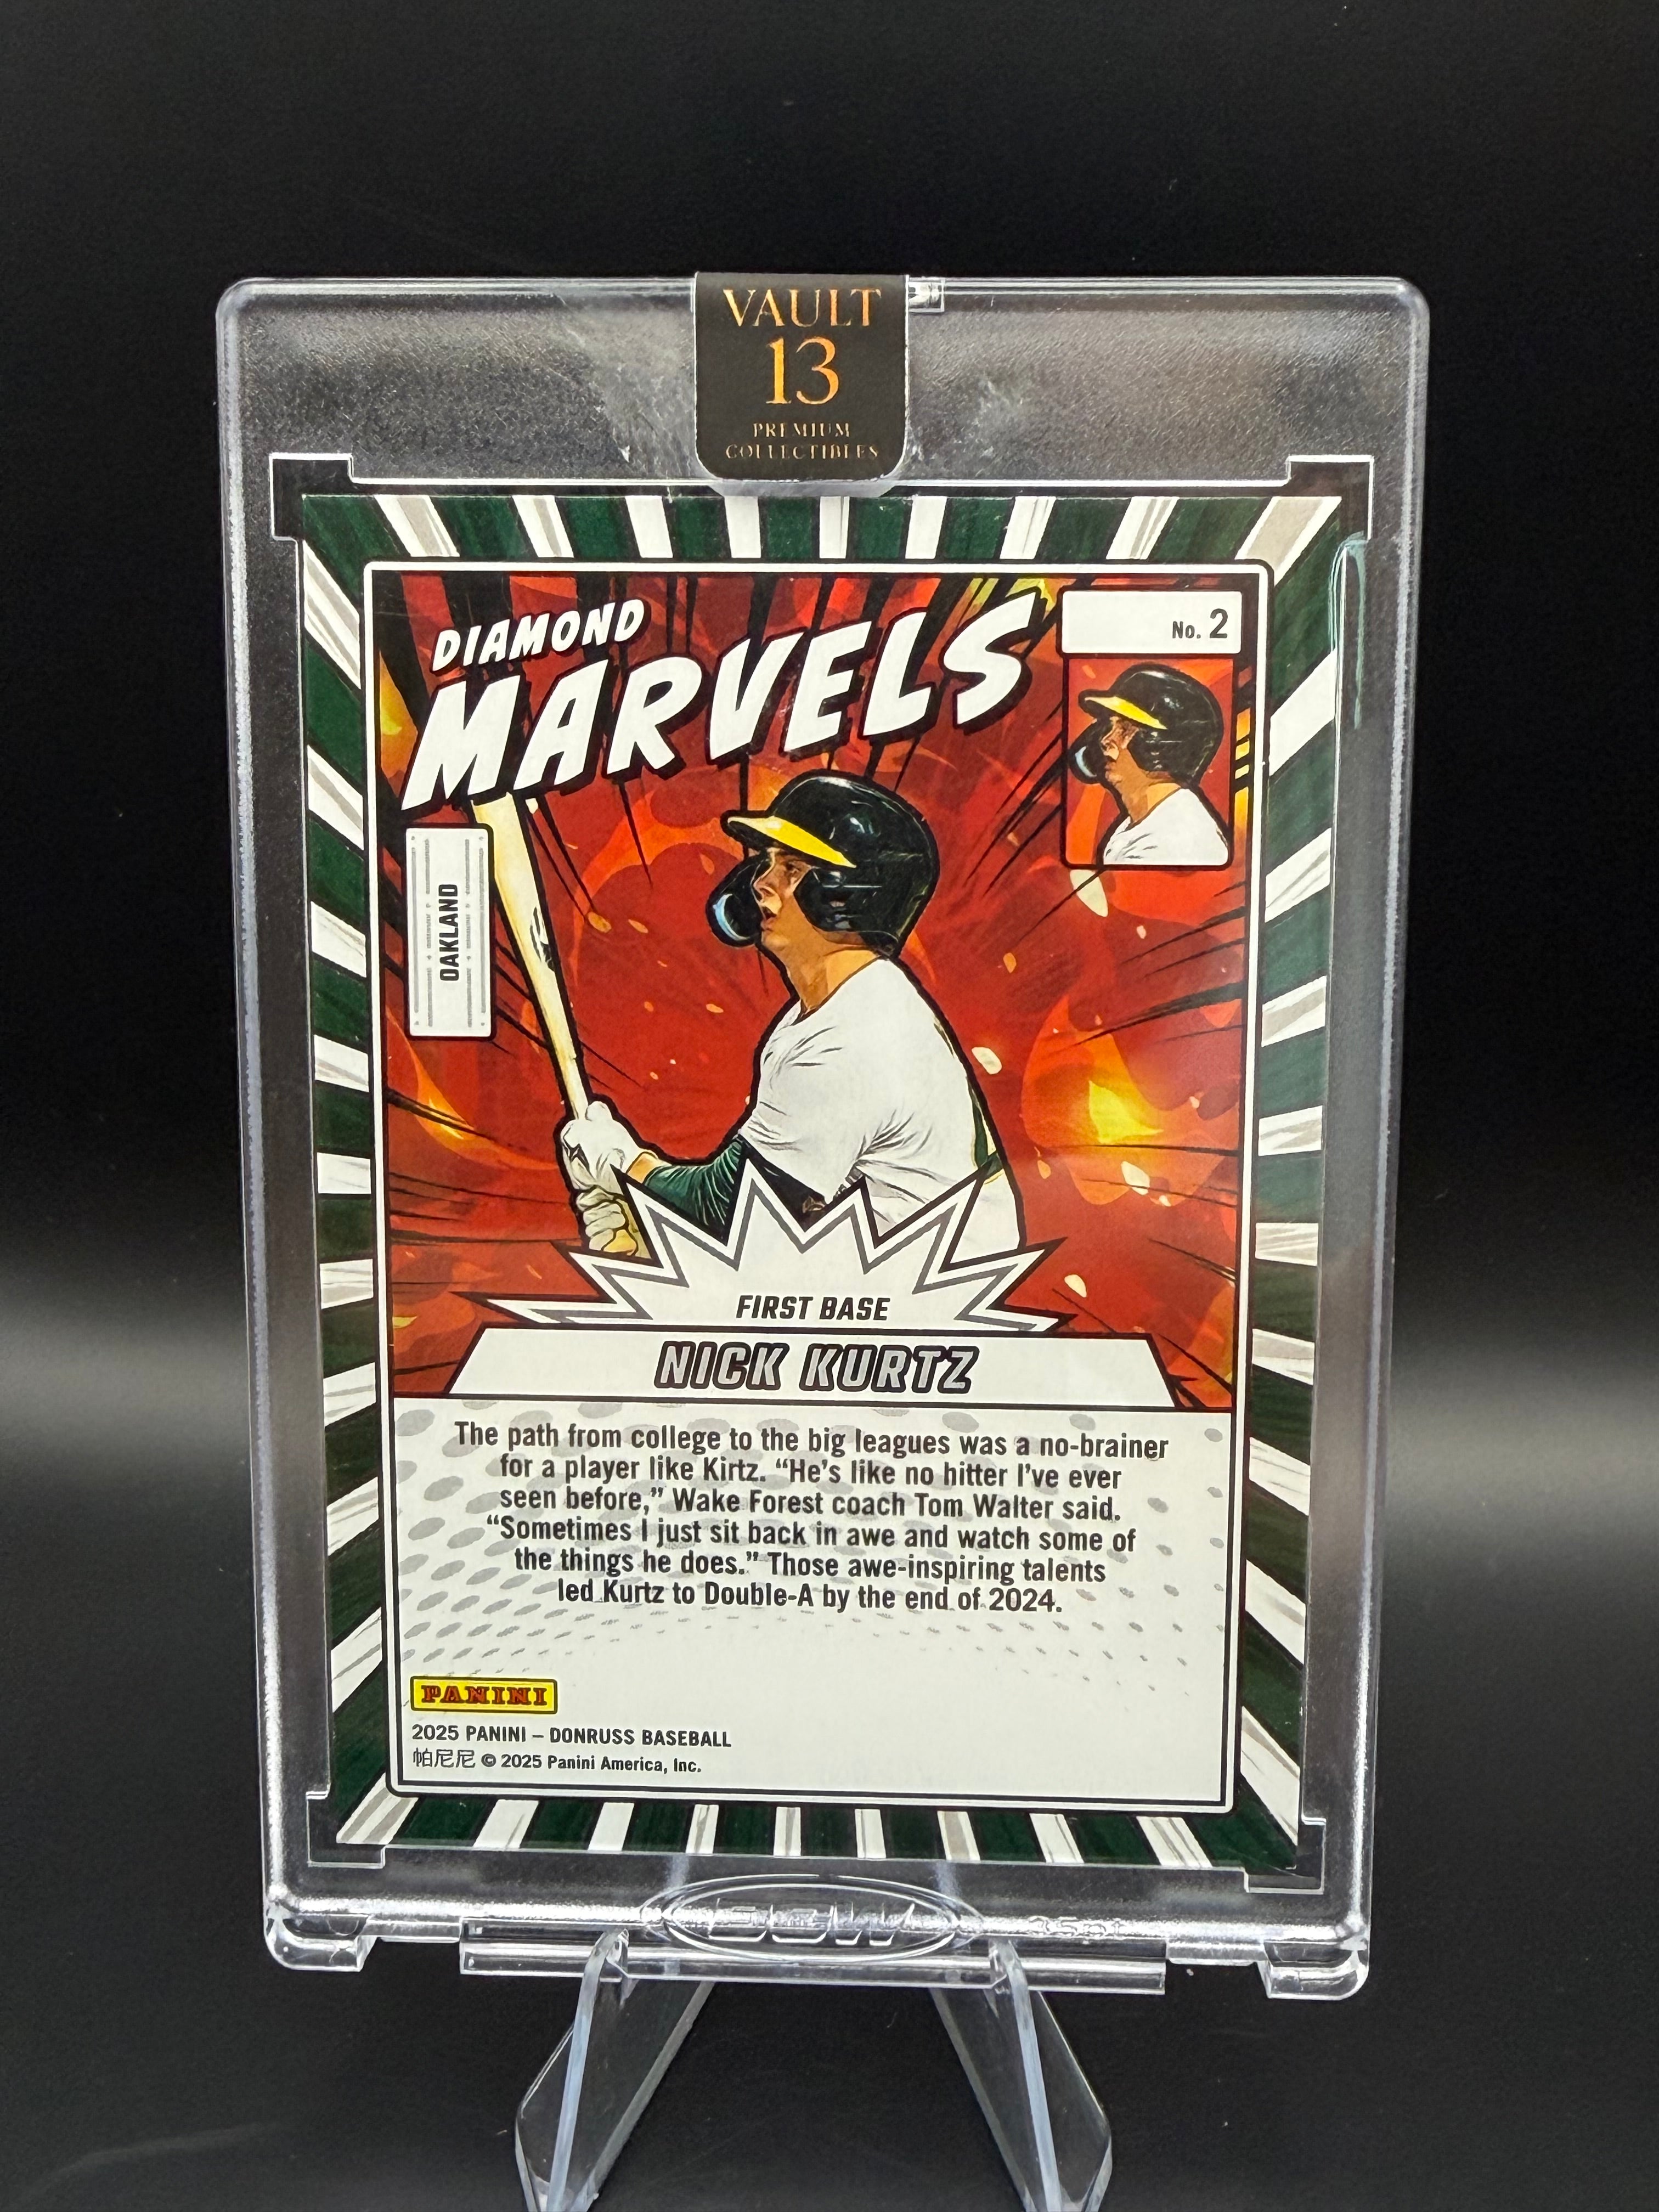 VAULT
13
PREMIUM
COLLECTIBLES
DIAMOND
MARVELS
No. 2
OAKLAND
FIRST BASE
NICK KURTZ
The path from college to the big leagues was a no-brainer
for a player like Kirtz. “He’s like no hitter I’ve ever
seen before,” Wake Forest coach Tom Walter said.
“Sometimes I just sit back in awe and watch some of
the things he does.” Those awe-inspiring talents
led Kurtz to Double-A by the end of 2024.
PANINI
2025 PANINI – DONRUSS BASEBALL
帕尼尼 © 2025 Panini America, Inc.